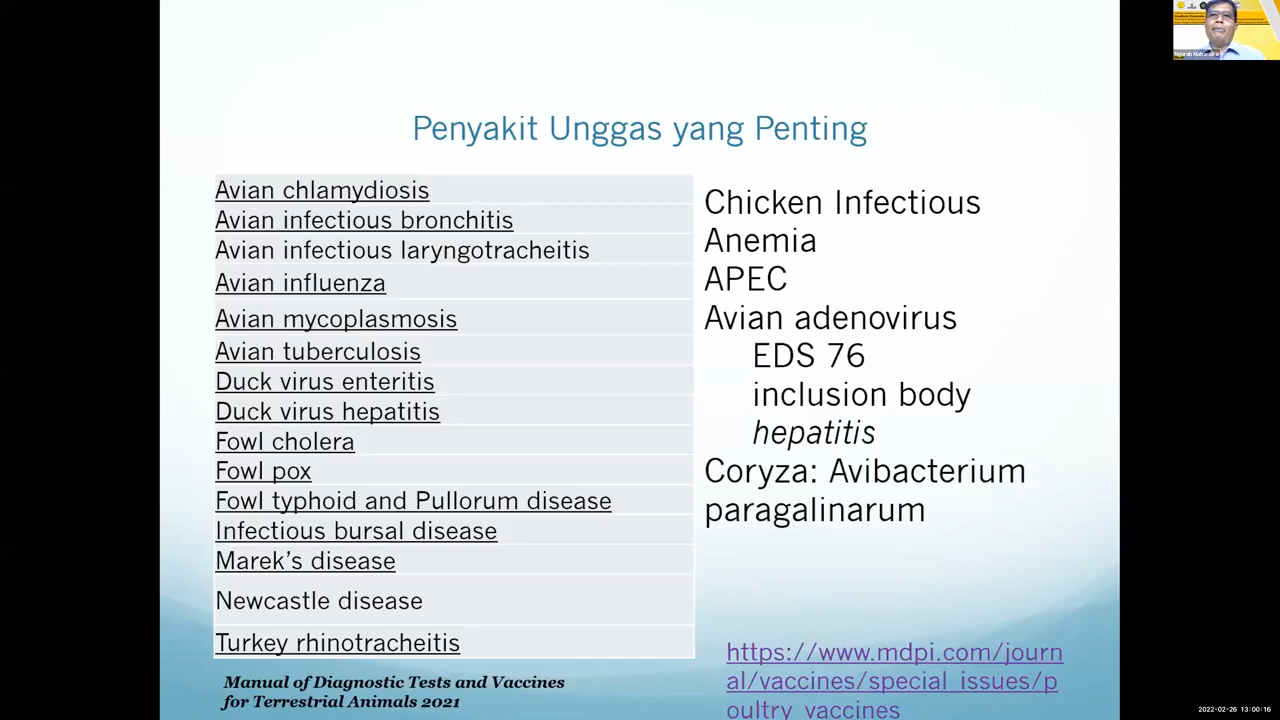 Penyakit Unggas yang Penting
Avian chlamydiosis
Avian infectious bronchitis
Avian infectious laryngotracheitis
Avian influenza
Avian mycoplasmosis
Avian tuberculosis
Duck virus enteritis
Duck virus hepatitis
Fowl cholera
Fowl pox
Fowl typhoid and Pullorum disease
Infectious bursal disease
Marek’s disease
Newcastle disease
Turkey rhinotracheitis
Manual of Diagnostic Tests and Vaccines
for Terrestrial Animals 2021
Chicken Infectious
Anemia
APEC
Avian adenovirus
EDS 76
inclusion body
hepatitis
Coryza: Avibacterium
paragalinarum
https://www.mdpi.com/journ
al/vaccines/special_issues/p
oultry_vaccines
2022-02-26 13:00:16